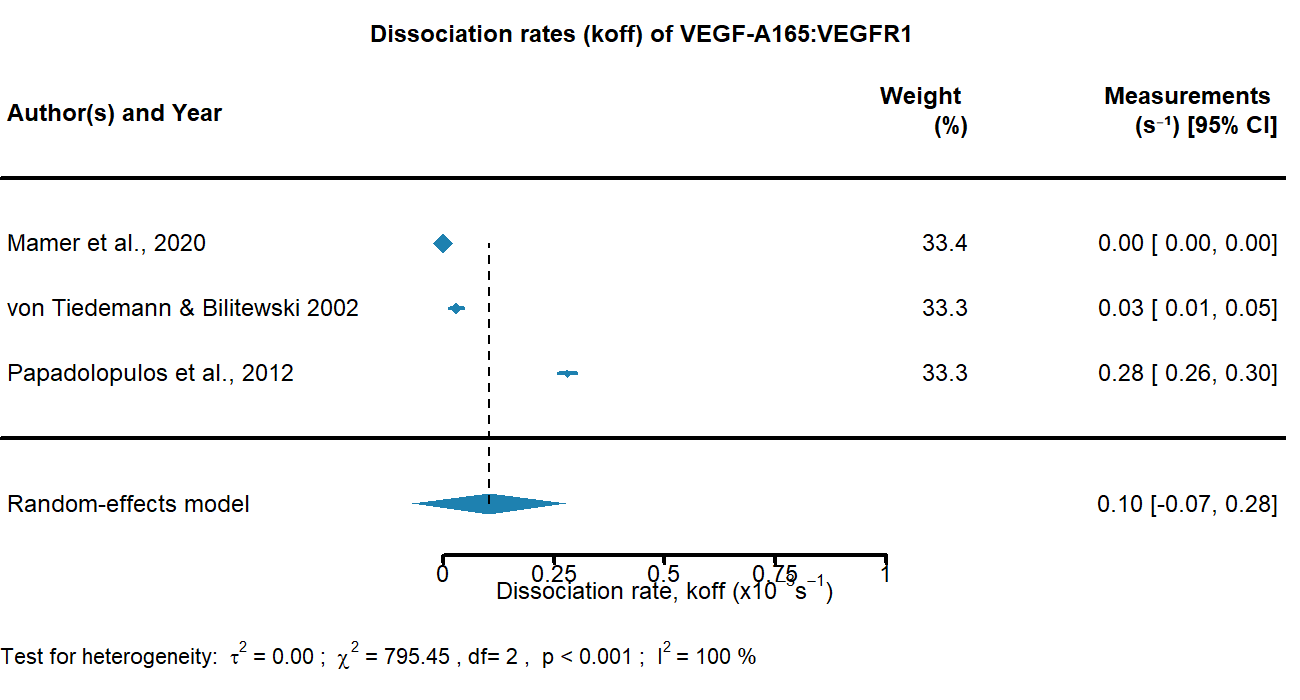 Dissociation rates (koff) of VEGF-A165:VEGFR1
Author(s) and Year
Weight (%)
Measurements (s⁻¹) [95% CI]
Mamer et al., 2020 33.4 0.00 [ 0.00, 0.00]
von Tiedemann & Bilitewski 2002 33.3 0.03 [ 0.01, 0.05]
Papadolopulos et al., 2012 33.3 0.28 [ 0.26, 0.30]
Random-effects model 0.10 [-0.07, 0.28]
0 0.25 0.5 0.75 1
Dissociation rate, koff (x10⁻³s⁻¹)
Test for heterogeneity: τ² = 0.00 ; χ² = 795.45 , df= 2 , p < 0.001 ; I² = 100 %